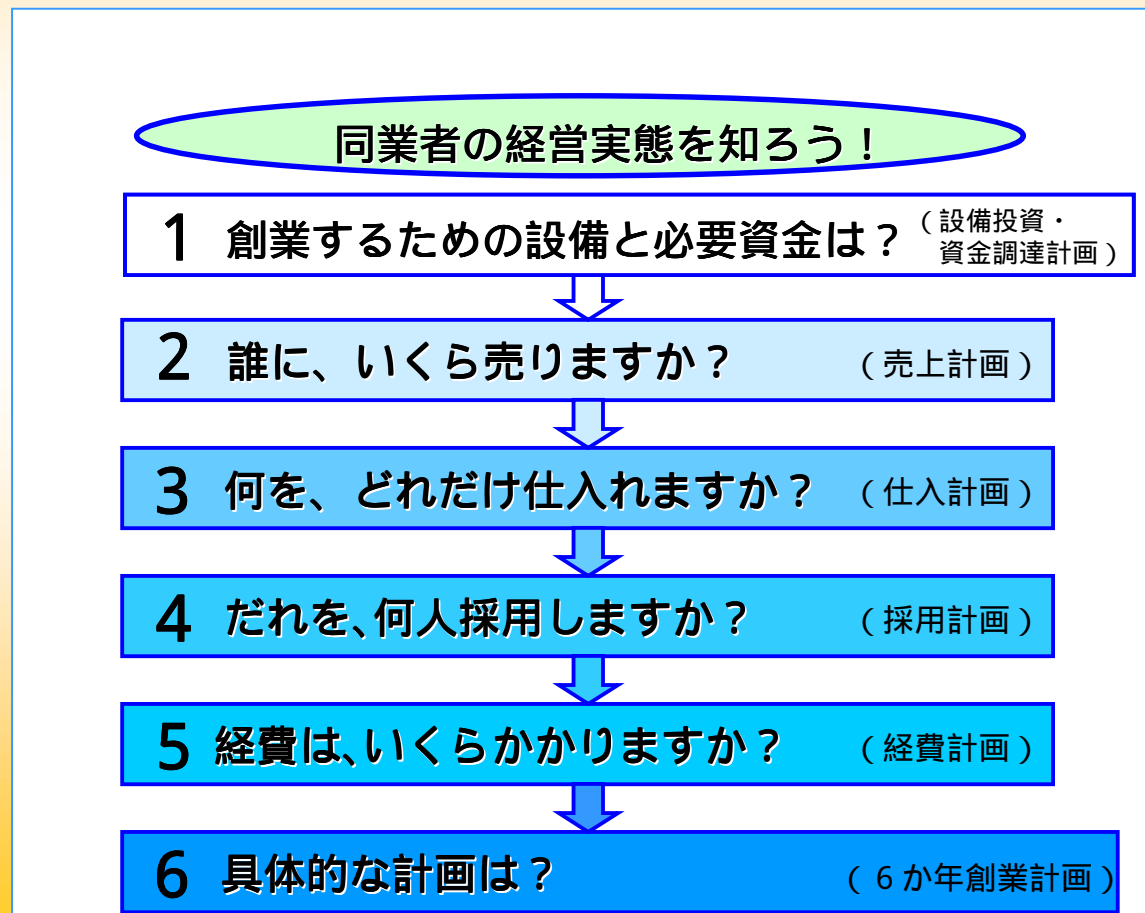 同業者の経営実態を知ろう！
1 創業するための設備と必要資金は？（設備投資・
資金調達計画）
2 誰に、いくら売りますか？ （売上計画）
3 何を、どれだけ仕入れますか？ （仕入計画）
4 だれを、何人採用しますか？ （採用計画）
5 経費は、いくらかかりますか？ （経費計画）
6 具体的な計画は？ （６か年創業計画）